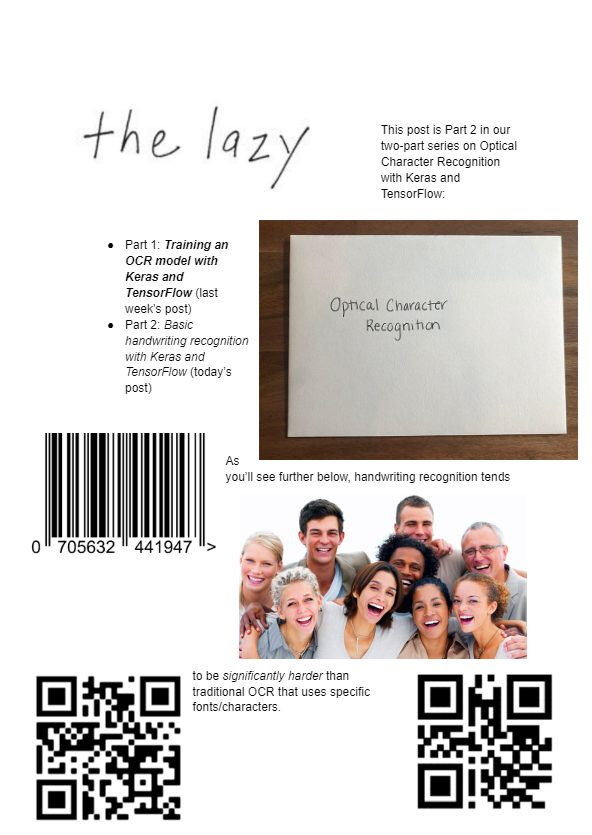 the lazy
This post is Part 2 in our
two-part series on Optical
Character Recognition
with Keras and
TensorFlow:
● Part 1: Training an
OCR model with
Keras and
TensorFlow (last
week's post)
● Part 2: Basic
handwriting recognition
with Keras and
TensorFlow (today's
post)
Optical Character
Recognition
As
you'll see further below, handwriting recognition tends
0 705632 441947 >
to be significantly harder than
traditional OCR that uses specific
fonts/characters.